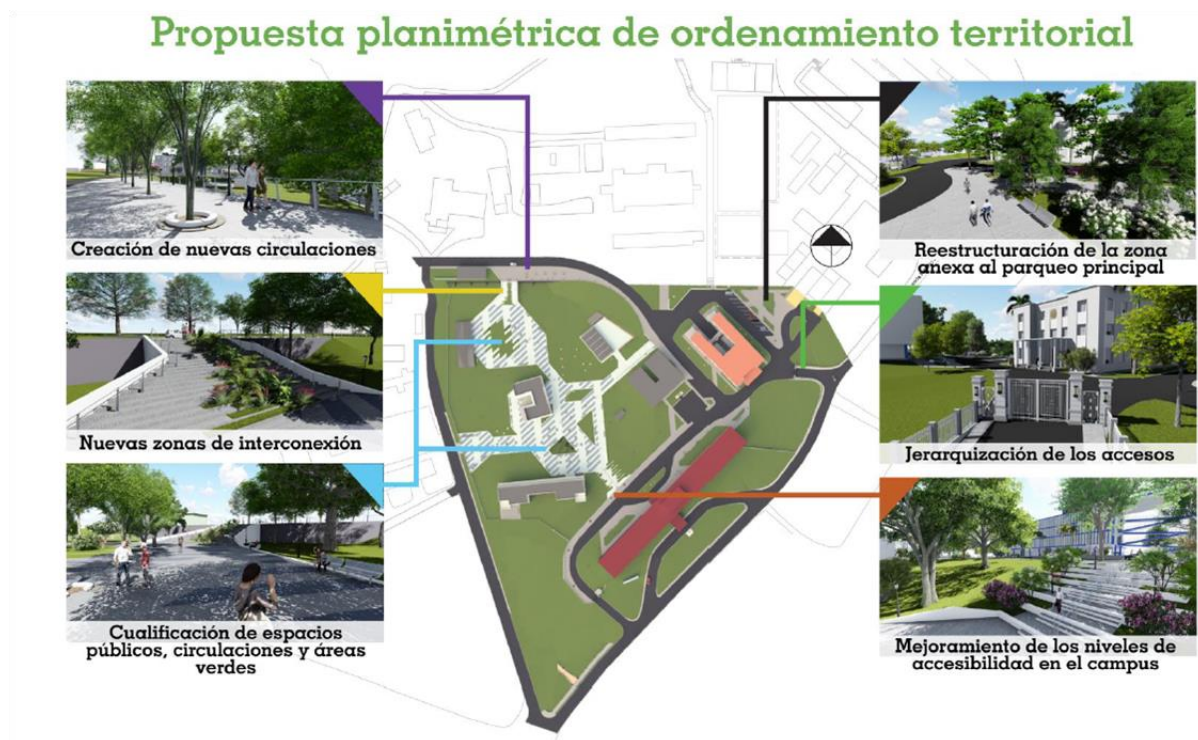 Propuesta planimétrica de ordenamiento territorial
Creación de nuevas circulaciones
Nuevas zonas de interconexión
Cualificación de espacios
públicos, circulaciones y áreas
verdes
Reestructuración de la zona
anexa al parqueo principal
Jerarquización de los accesos
Mejoramiento de los niveles de
accesibilidad en el campus